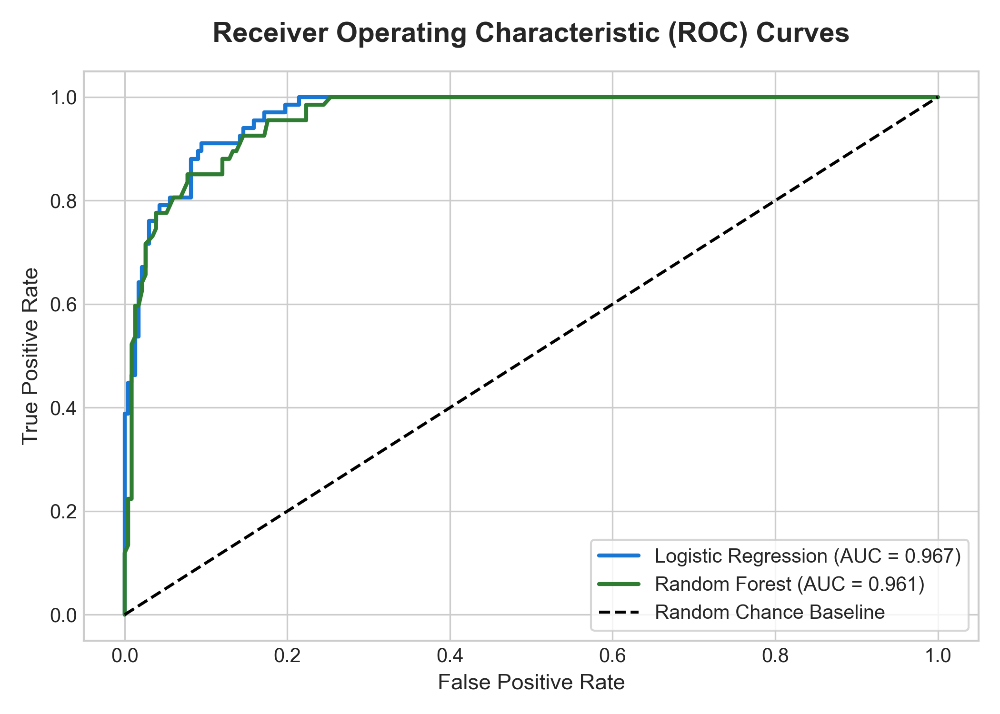 Receiver Operating Characteristic (ROC) Curves
1.0
0.8
0.6
0.4
0.2
0.0
True Positive Rate
Logistic Regression (AUC = 0.967)
Random Forest (AUC = 0.961)
Random Chance Baseline
0.0 0.2 0.4 0.6 0.8 1.0
False Positive Rate